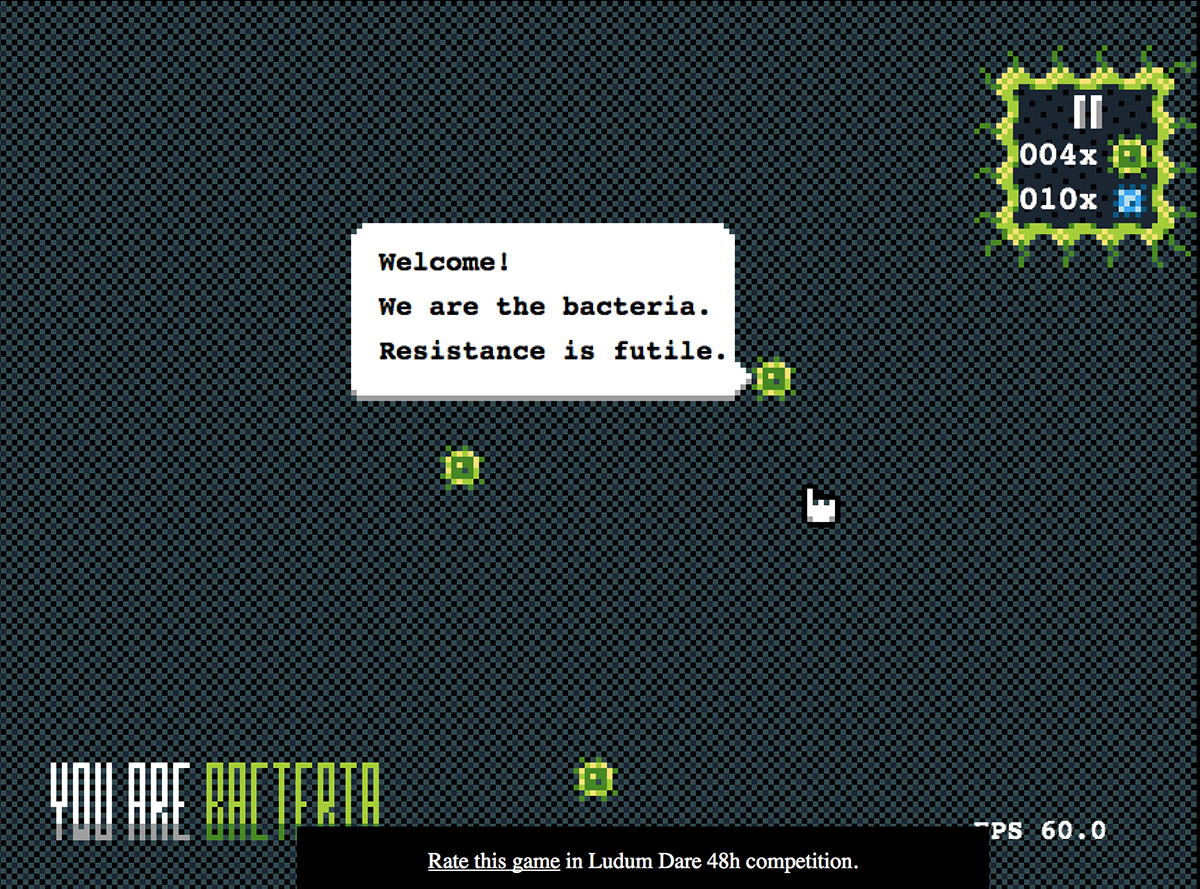 004x
010x
Welcome!
We are the bacteria.
Resistance is futile.
YOU ARE BACTERIA
FPS 60.0
Rate this game in Ludum Dare 48h competition.